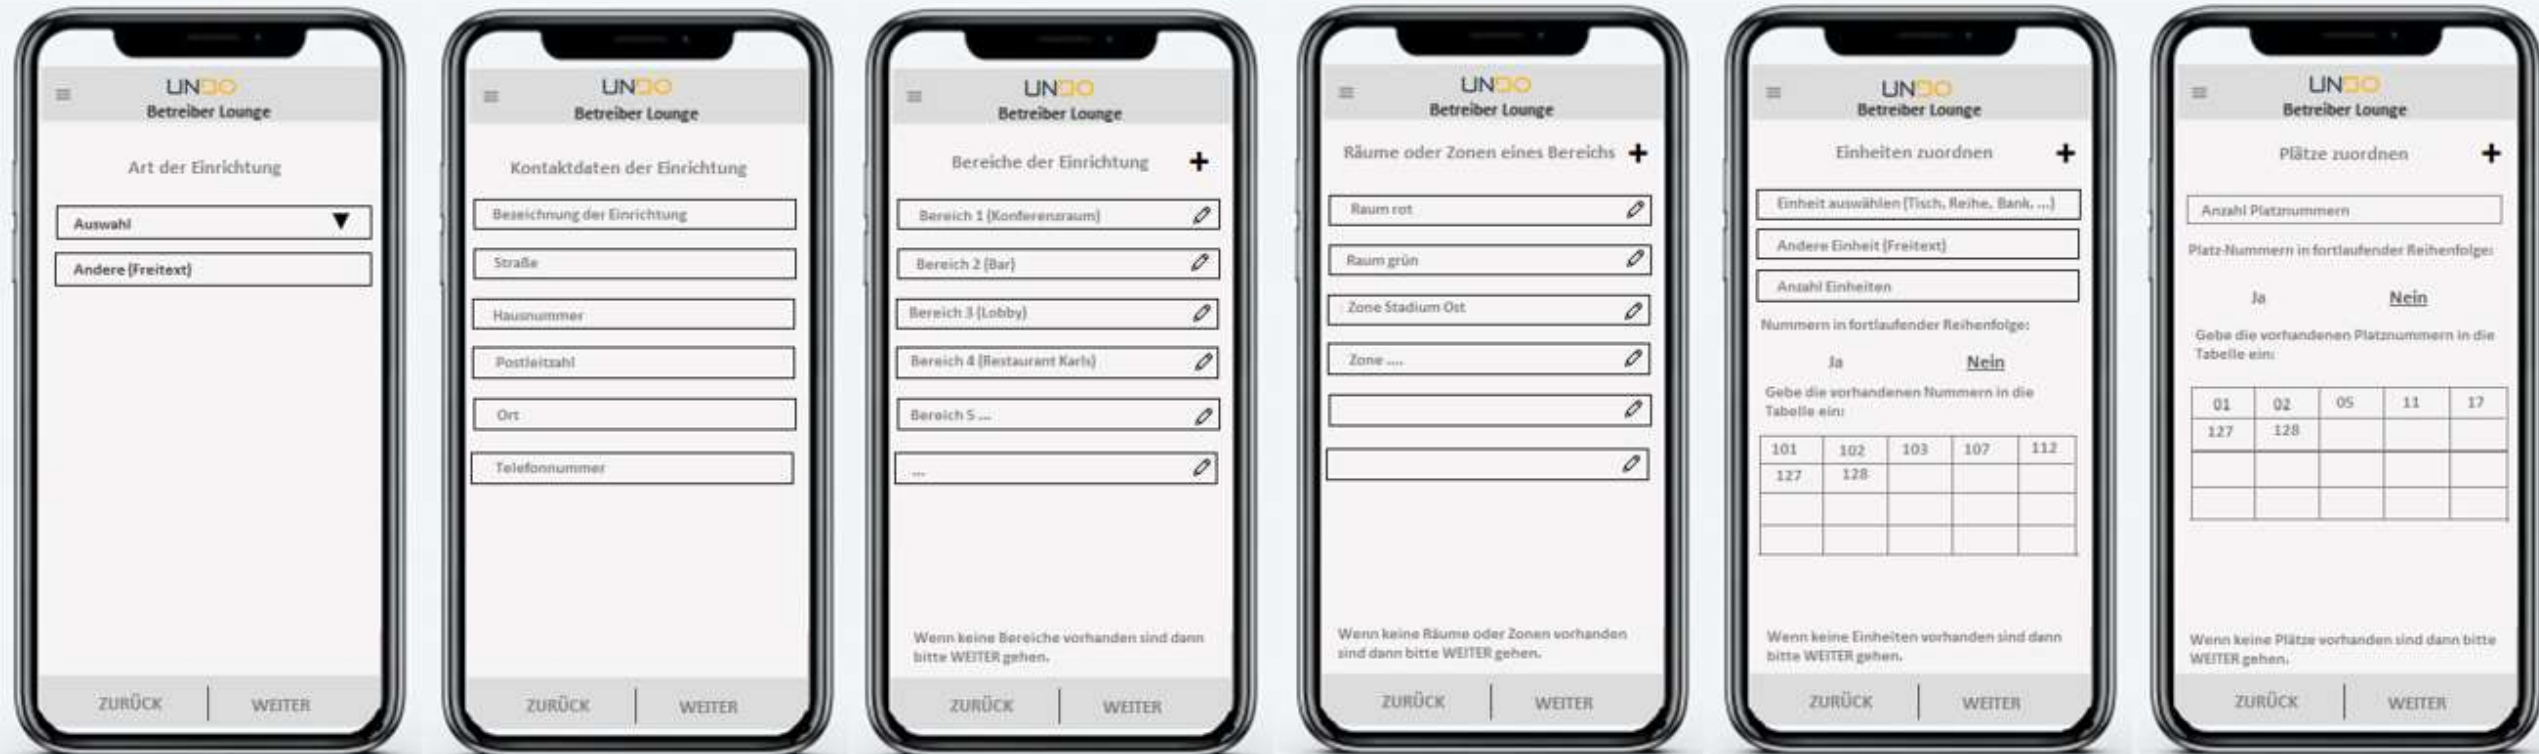 UNDO
Betreiber Lounge
Art der Einrichtung
Auswahl
Andere (Freitext)
ZURÜCK
WEITER
UNDO
Betreiber Lounge
Kontaktdaten der Einrichtung
Bezeichnung der Einrichtung
Straße
Hausnummer
Postleitzahl
Ort
Telefonnummer
ZURÜCK
WEITER
UNDO
Betreiber Lounge
Bereiche der Einrichtung +
Bereich 1 (Konferenzraum)
Bereich 2 (Bar)
Bereich 3 (Lobby)
Bereich 4 (Restaurant Karls)
Bereich 5 ...
...
Wenn keine Bereiche vorhanden sind dann
bitte WEITER gehen.
ZURÜCK
WEITER
UNDO
Betreiber Lounge
Räume oder Zonen eines Bereichs +
Raum rot
Raum grün
Zone Stadium Ost
Zone ....
Wenn keine Räume oder Zonen vorhanden
sind dann bitte WEITER gehen.
ZURÜCK
WEITER
UNDO
Betreiber Lounge
Einheiten zuordnen +
Einheit auswählen (Tisch, Reihe, Bank, ...)
Andere Einheit (Freitext)
Anzahl Einheiten
Nummern in fortlaufender Reihenfolge:
Ja Nein
Gebe die vorhandenen Nummern in die
Tabelle ein:
101 102 103 107 112
127 128
Wenn keine Einheiten vorhanden sind dann
bitte WEITER gehen.
ZURÜCK
WEITER
UNDO
Betreiber Lounge
Plätze zuordnen +
Anzahl Platznummern
Platz-Nummern in fortlaufender Reihenfolge:
Ja Nein
Gebe die vorhandenen Platznummern in die
Tabelle ein:
01 02 05 11 17
127 128
Wenn keine Plätze vorhanden sind dann bitte
WEITER gehen.
ZURÜCK
WEITER